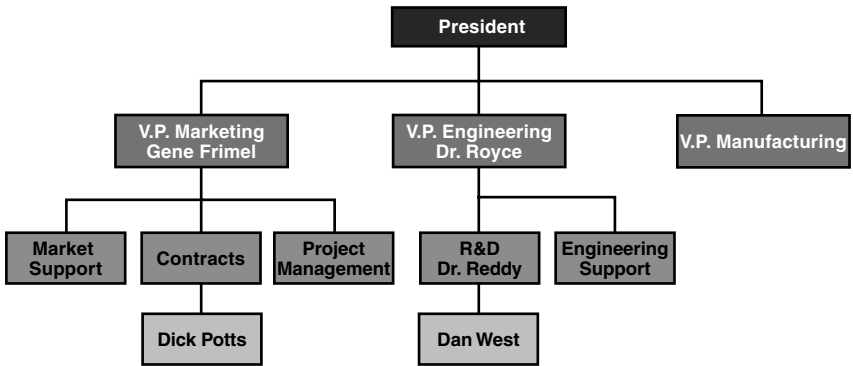 President
V.P. Marketing
Gene Frimel
V.P. Engineering
Dr. Royce
V.P. Manufacturing
Market
Support
Contracts
Project
Management
R&D
Dr. Reddy
Engineering
Support
Dick Potts
Dan West